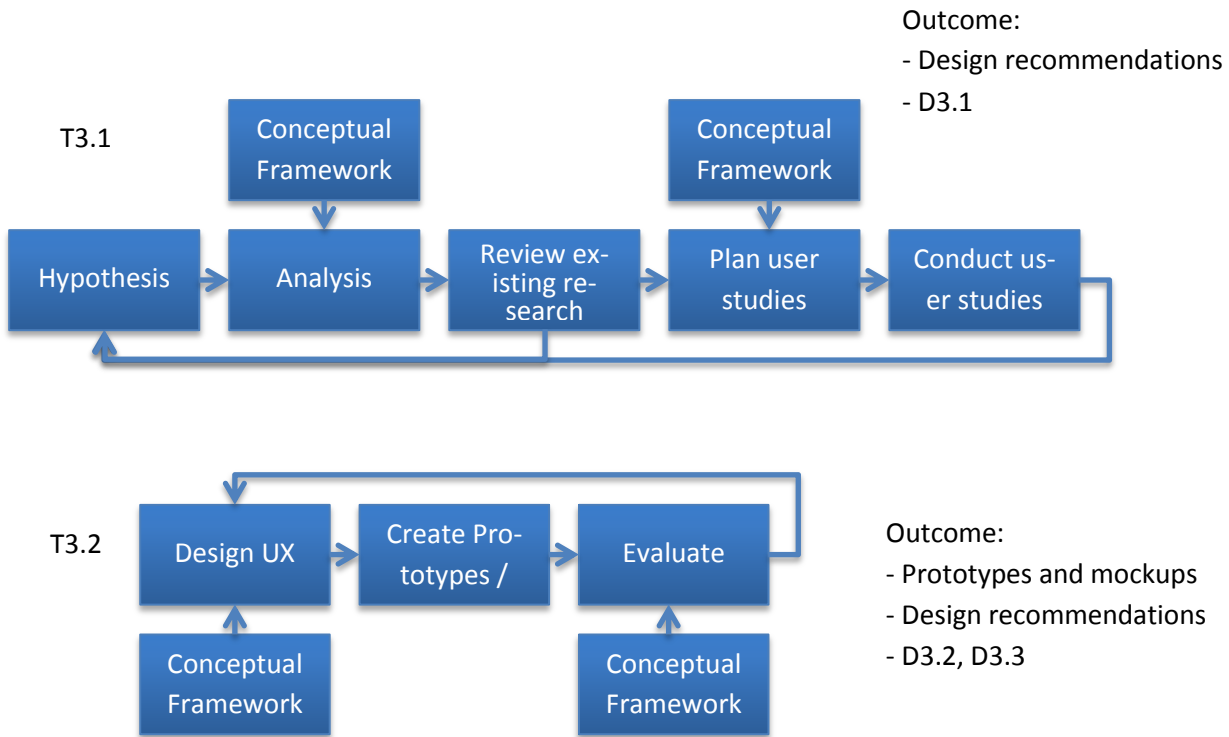 Outcome:
- Design recommendations
- D3.1
T3.1
Conceptual
Framework
Conceptual
Framework
Hypothesis
Analysis
Review ex-
isting re-
search
Plan user
studies
Conduct us-
er studies
T3.2
Design UX
Create Pro-
totypes /
Evaluate
Conceptual
Framework
Conceptual
Framework
Outcome:
- Prototypes and mockups
- Design recommendations
- D3.2, D3.3